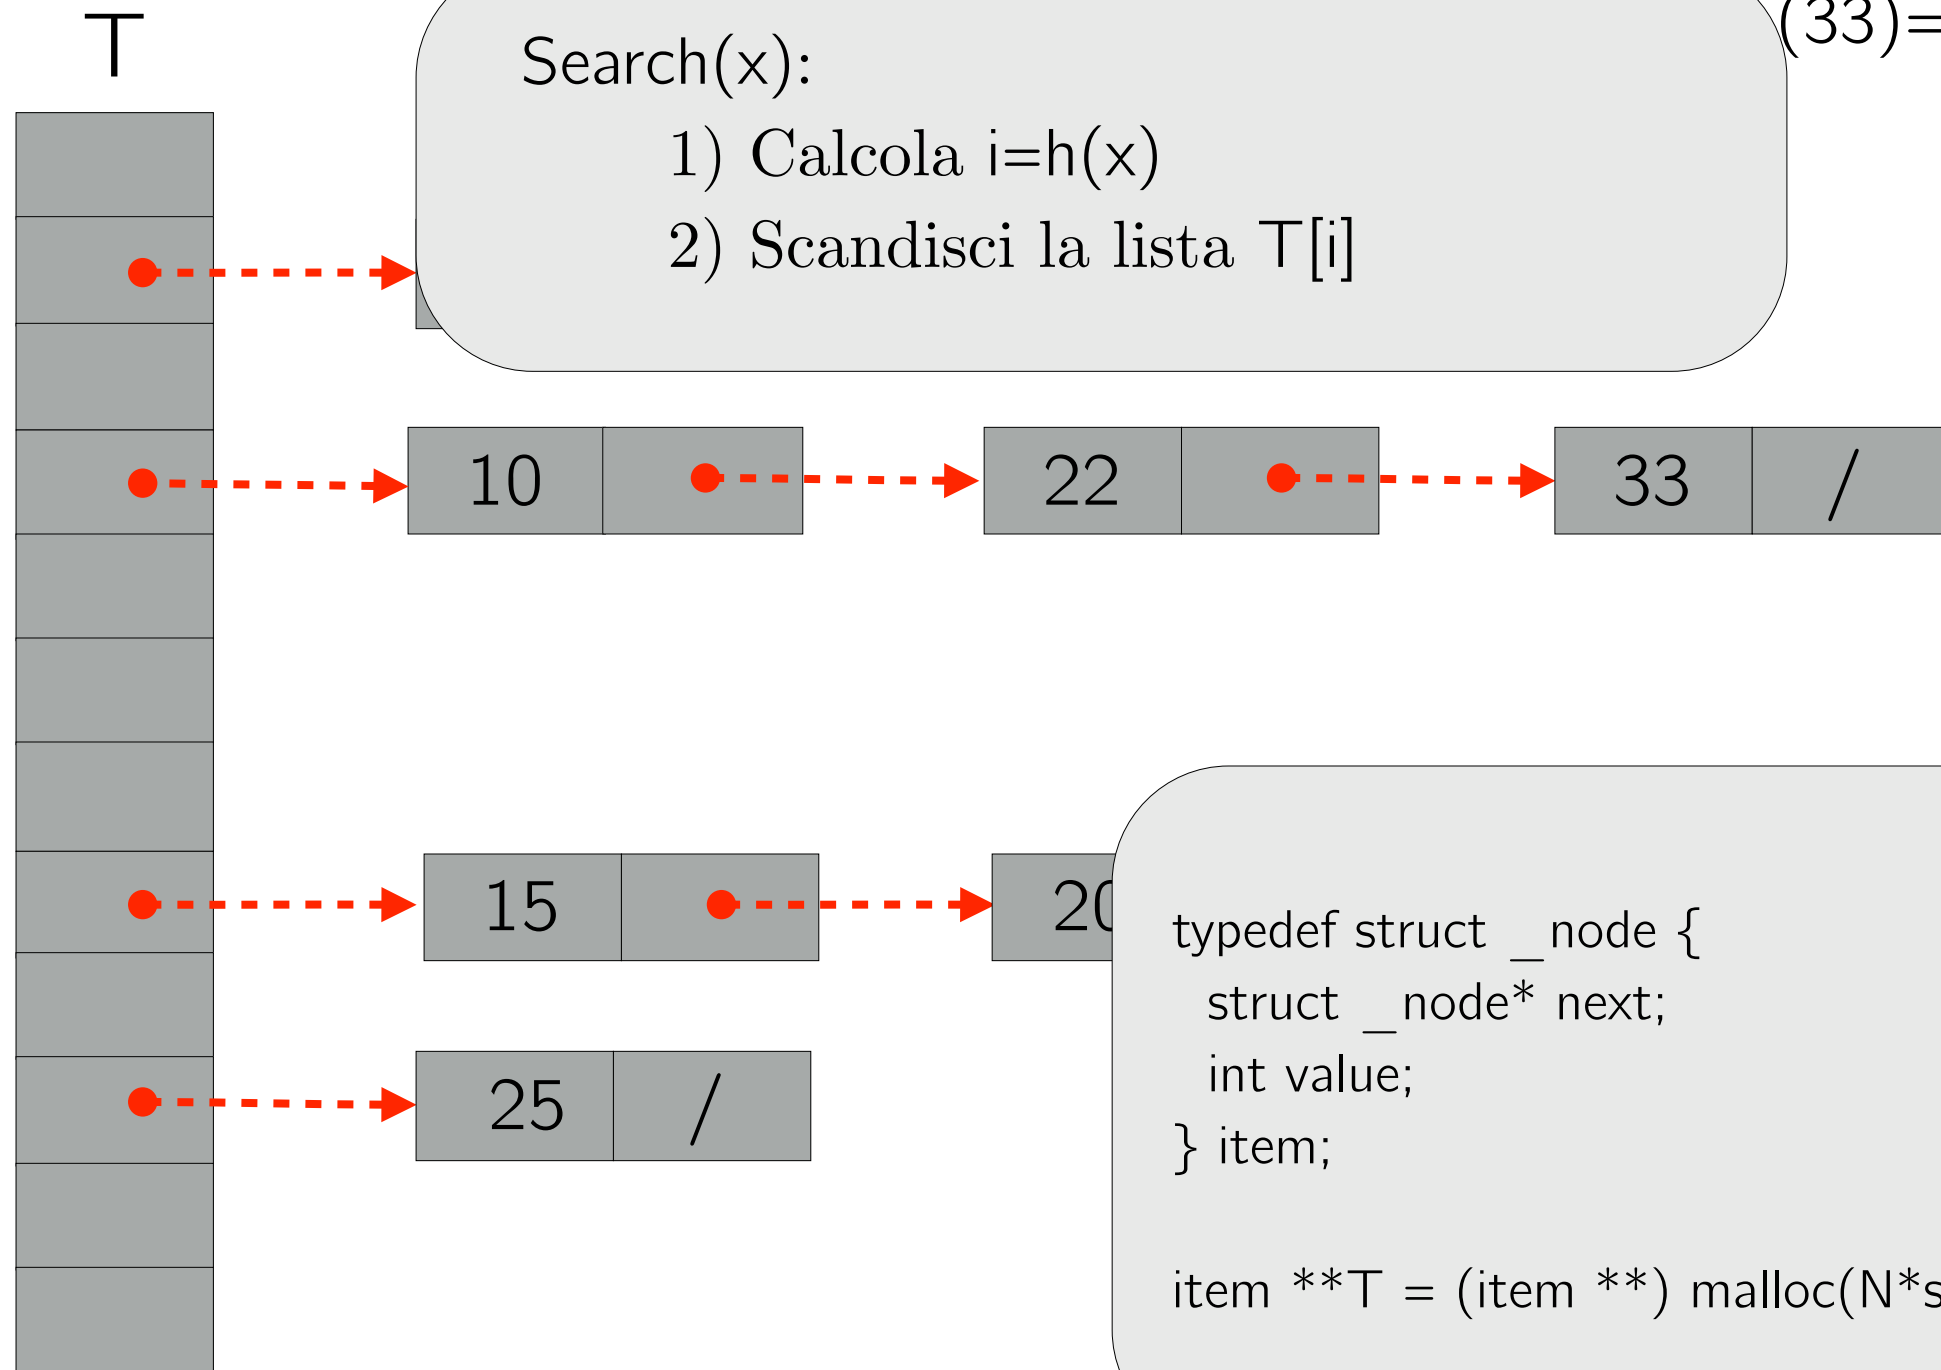 T
(33)=
Search(x):
1) Calcola i=h(x)
2) Scandisci la lista T[i]
10 22 33 /
15 20
25 /
typedef struct _node {
struct _node* next;
int value;
} item;
item **T = (item **) malloc(N*s